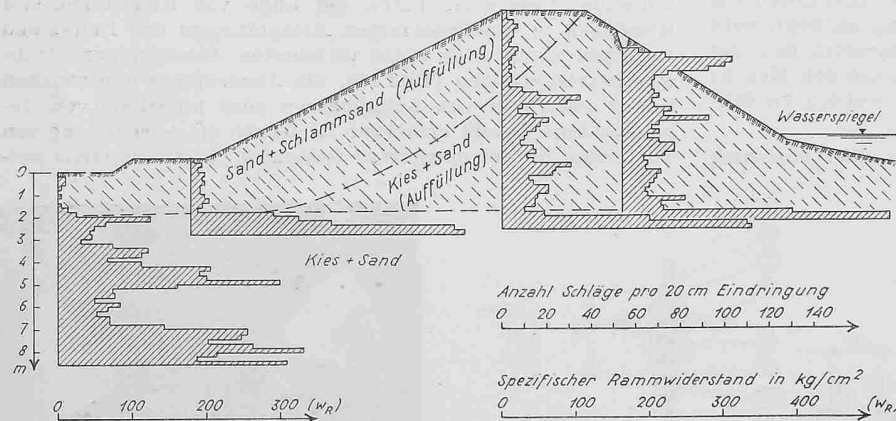 Sand + Schlammsand (Auffüllung)
Kies + Sand
(Auffüllung)
Wasserspiegel
0
1
2
3
4
5
6
7
8
m
Kies + Sand
Anzahl Schläge pro 20 cm Eindringung
0 20 40 60 80 100 120 140
Spezifischer Rammwiderstand in kg/cm²
0 100 200 300 (W_R)
0 100 200 300 400 (W_R)